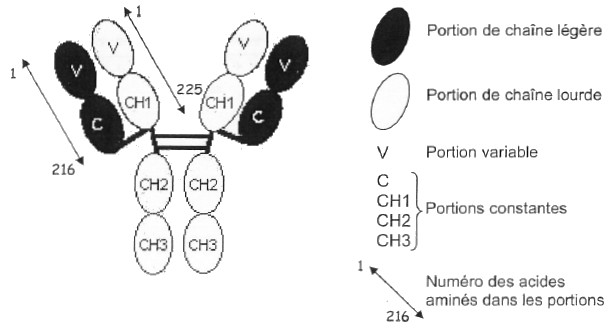 1
225
1
216
V
V
V
V
CH1
CH1
C
C
CH2
CH2
CH3
CH3
Portion de chaîne légère
Portion de chaîne lourde
V Portion variable
C
CH1
CH2
CH3
Portions constantes
1
216
Numéro des acides
aminés dans les portions